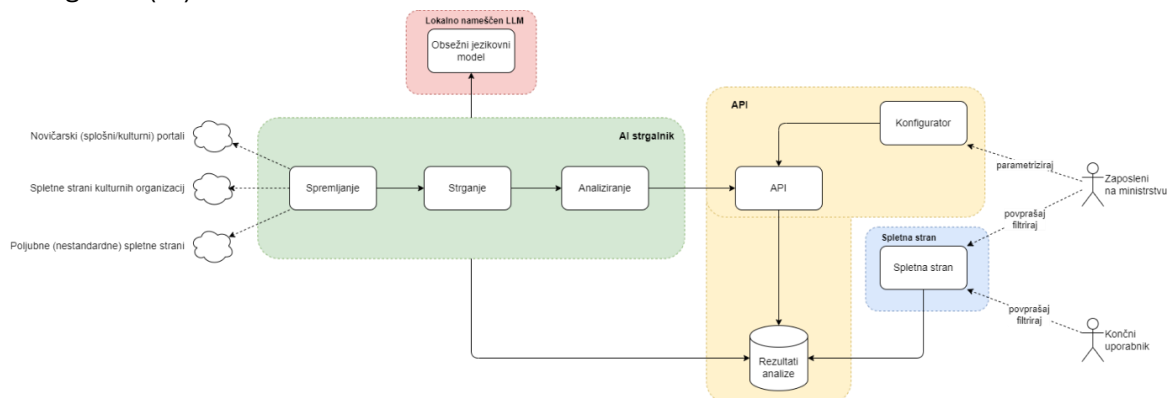 Lokalno nameščen LLM
Obsežni jezikovni
model
API
AI strgalnik
Konfigurator
Novičarski (splošni/kulturni) portali
parametriziraj
Spletne strani kulturnih organizacij
Spremljanje
Strganje
Analiziranje
API
Zaposleni
na ministrstvu
povprašaj
filtriraj
Poljubne (nestandardne) spletne strani
Spletna stran
Spletna stran
povprašaj
filtriraj
Končni
uporabnik
Rezultati
analize